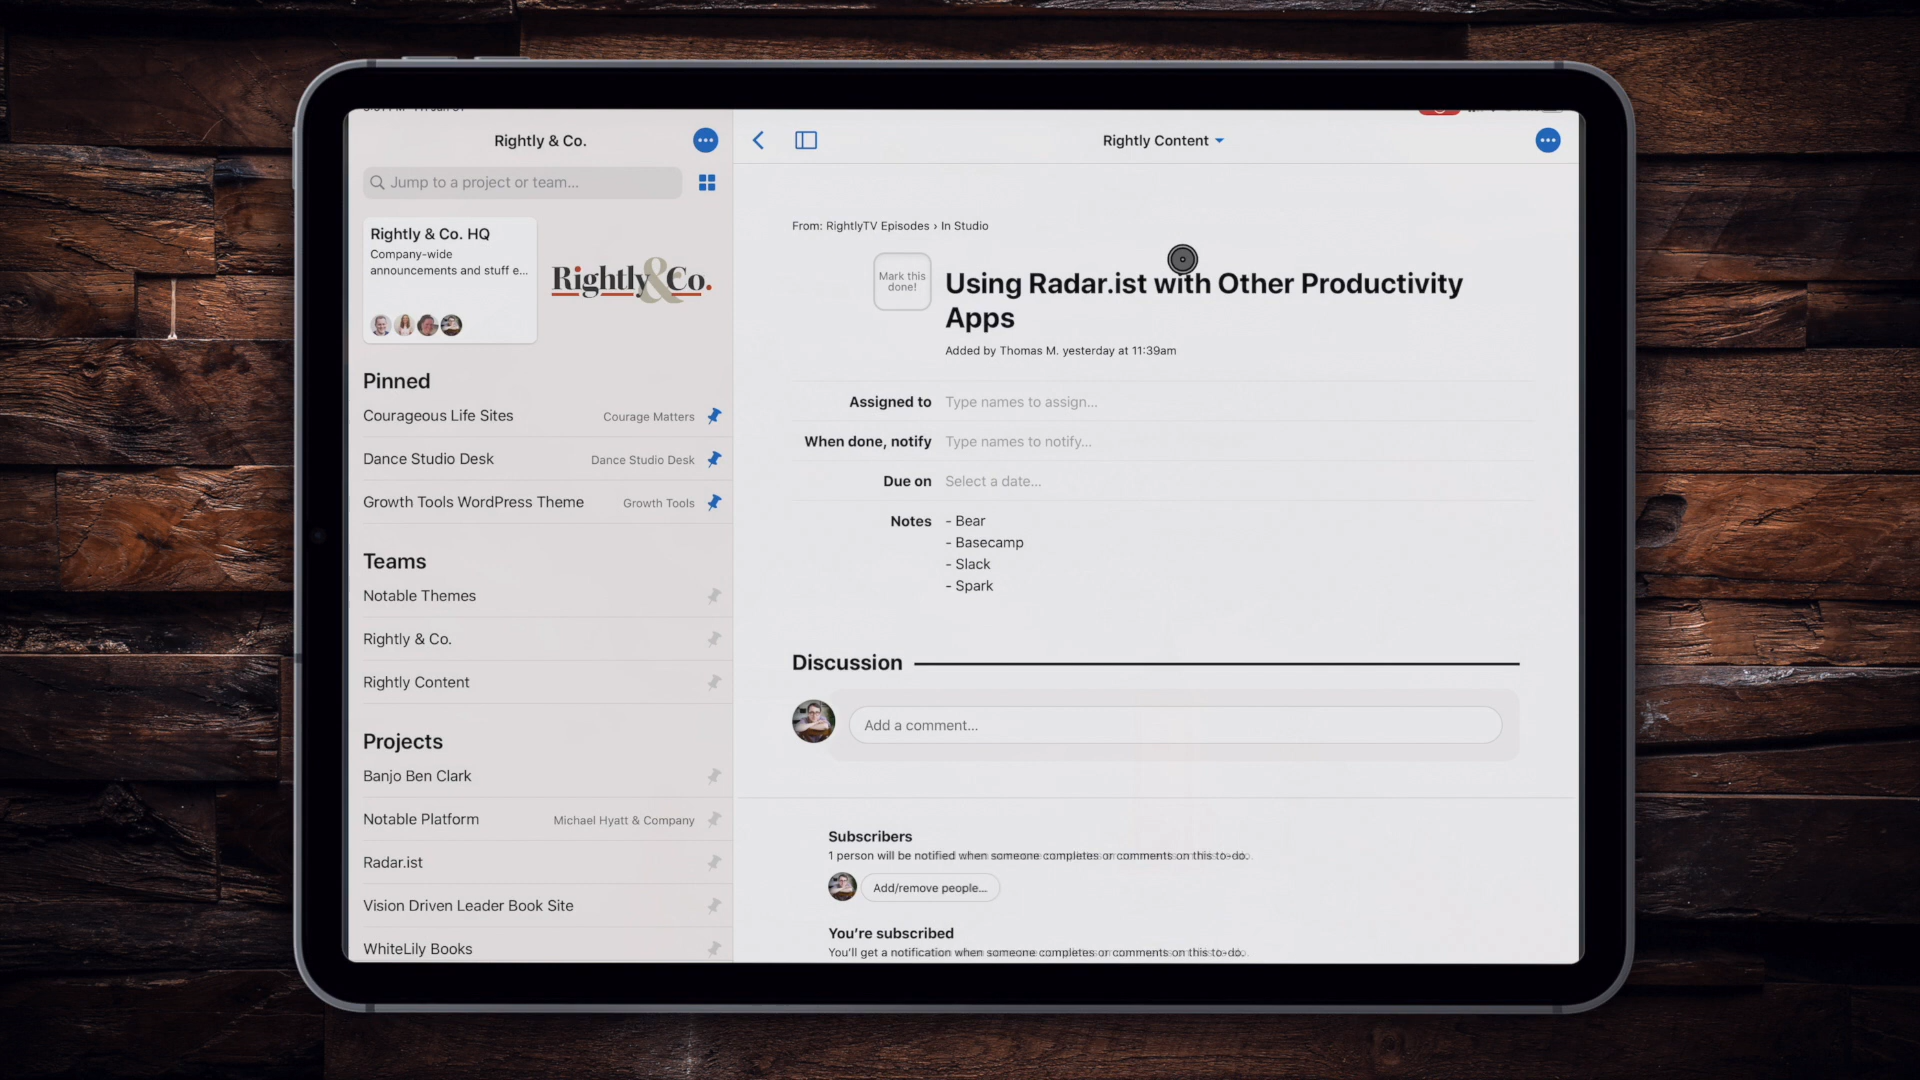 Rightly & Co.
Jump to a project or team...
Rightly & Co. HQ
Company-wide
announcements and stuff e...
Rightly & Co.
Pinned
Courageous Life Sites Courage Matters
Dance Studio Desk Dance Studio Desk
Growth Tools WordPress Theme Growth Tools
Teams
Notable Themes
Rightly & Co.
Rightly Content
Projects
Banjo Ben Clark
Notable Platform Michael Hyatt & Company
Radar.ist
Vision Driven Leader Book Site
WhiteLily Books
Rightly Content
From: RightlyTV Episodes › In Studio
Mark this
done!
Using Radar.ist with Other Productivity
Apps
Added by Thomas M. yesterday at 11:39am
Assigned to Type names to assign...
When done, notify Type names to notify...
Due on Select a date...
Notes - Bear
- Basecamp
- Slack
- Spark
Discussion
Add a comment...
Subscribers
1 person will be notified when someone completes or comments on this to-do.
Add/remove people...
You're subscribed
You'll get a notification when someone completes or comments on this to-do.